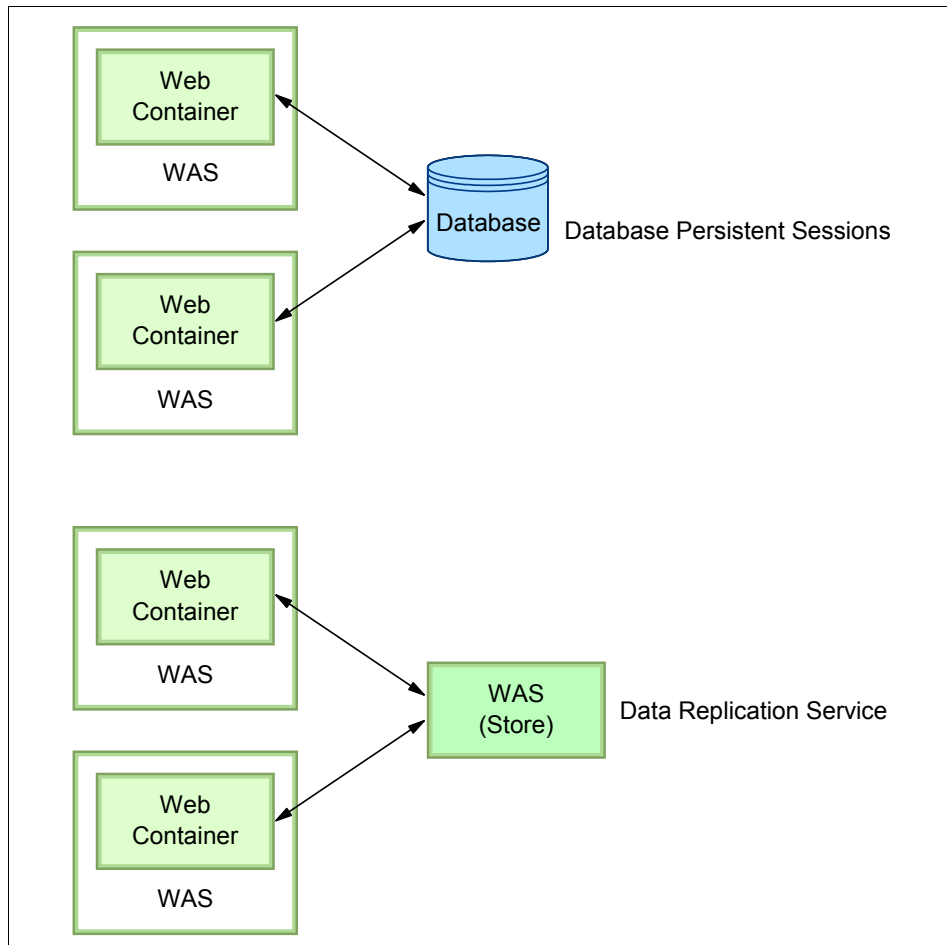 Web
Container
WAS
Database
Database Persistent Sessions
Web
Container
WAS
Web
Container
WAS
WAS
(Store)
Data Replication Service
Web
Container
WAS